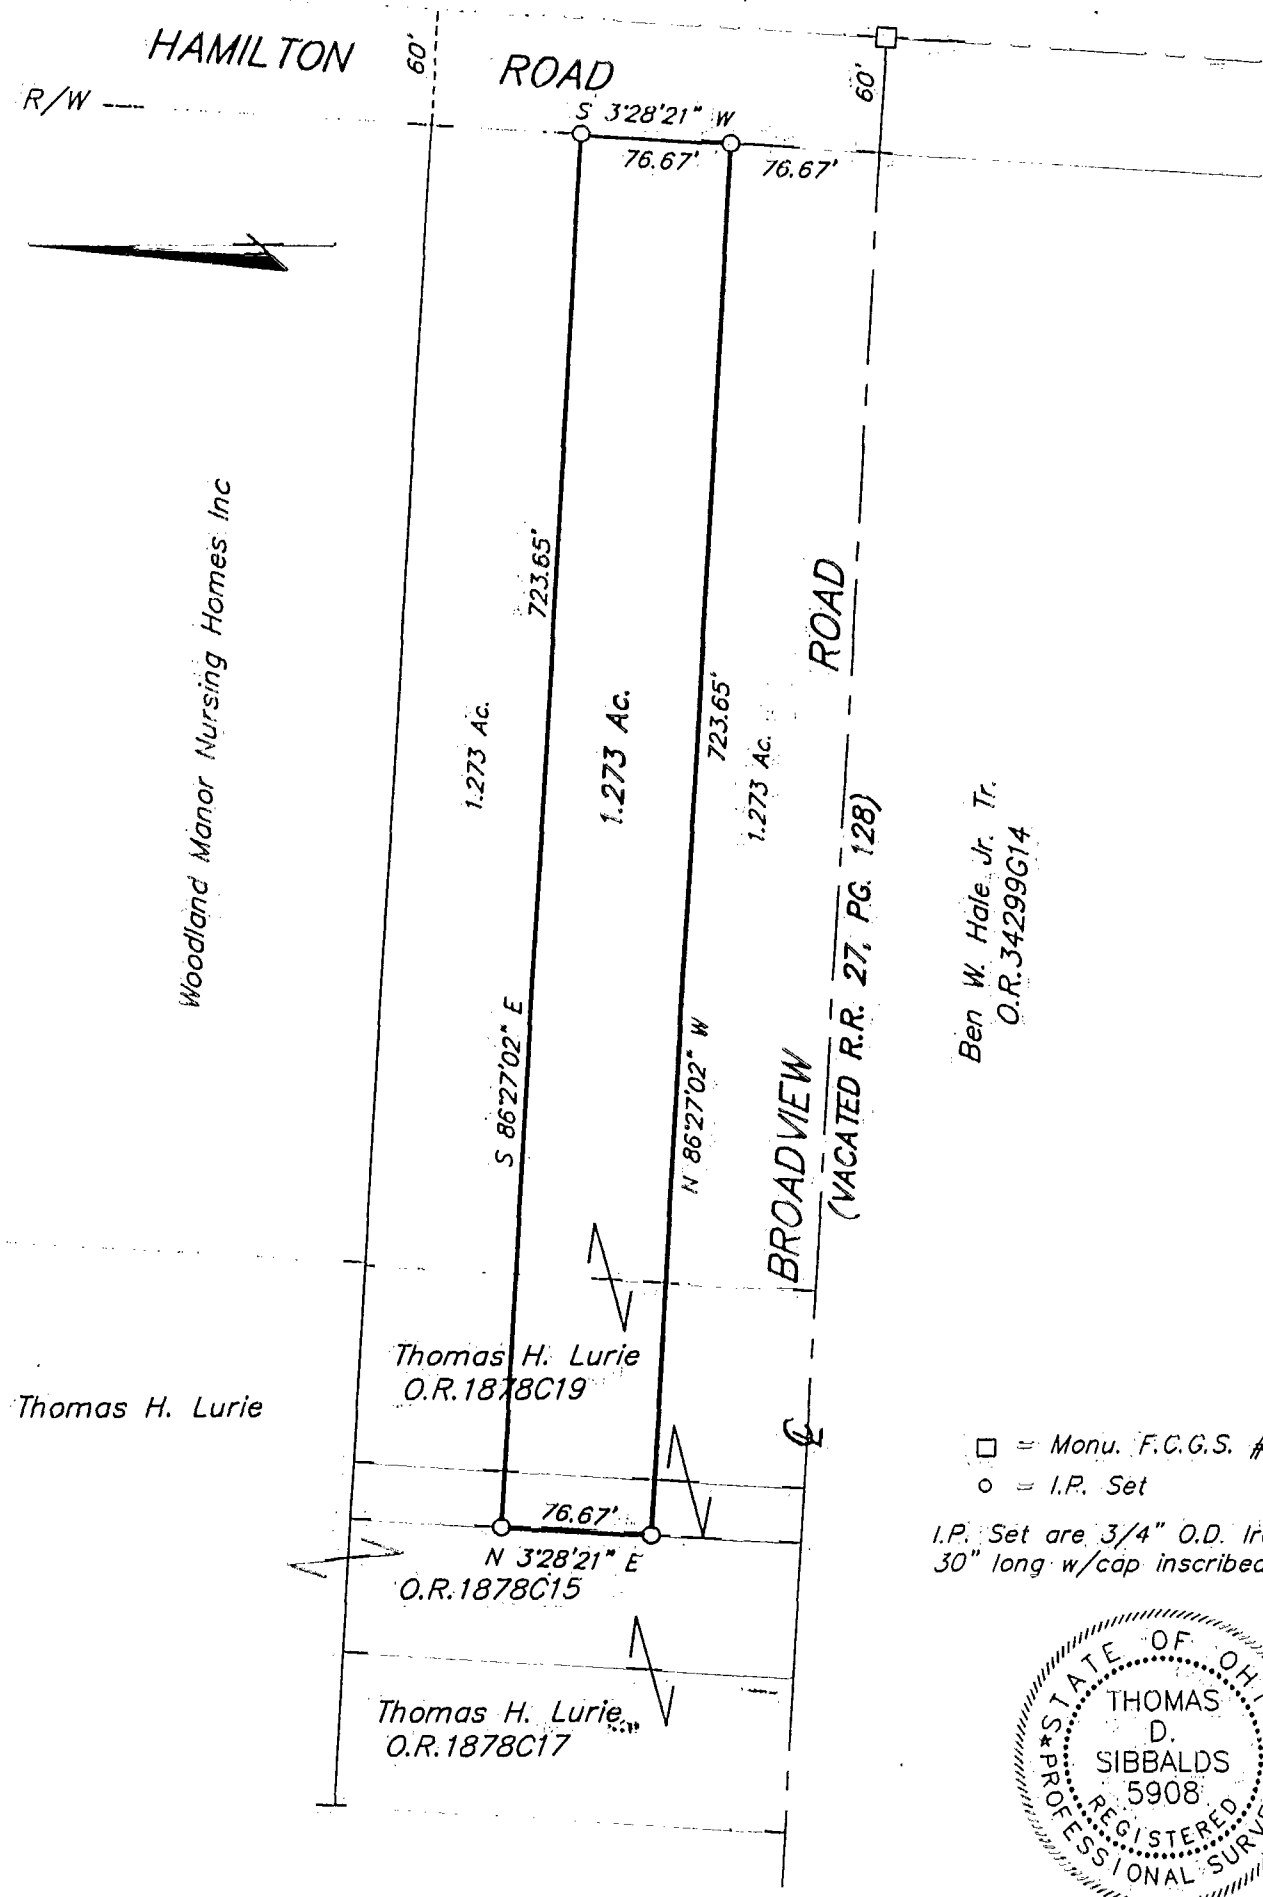 HAMILTON ROAD
60'
60'
R/W
S 3°28'21" W
76.67'
76.67'
Woodland Manor Nursing Homes Inc
723.65'
S 86°27'02" E
1.273 Ac.
1.273 Ac.
723.65'
N 86°27'02" W
1.273 Ac.
BROADVIEW ROAD
(VACATED R.R. 27, PG. 128)
Ben W. Hale Jr. Tr.
O.R.34299G14
Thomas H. Lurie
O.R.1878C19
Thomas H. Lurie
76.67'
N 3°28'21" E
O.R.1878C15
Thomas H. Lurie
O.R.1878C17
℄
□ = Monu. F.C.G.S. #
○ = I.P. Set
I.P. Set are 3/4" O.D.
30" long w/cap inscribed
STATE OF
THOMAS
D.
SIBBALDS
5908
REGISTERED
PROFESSIONAL